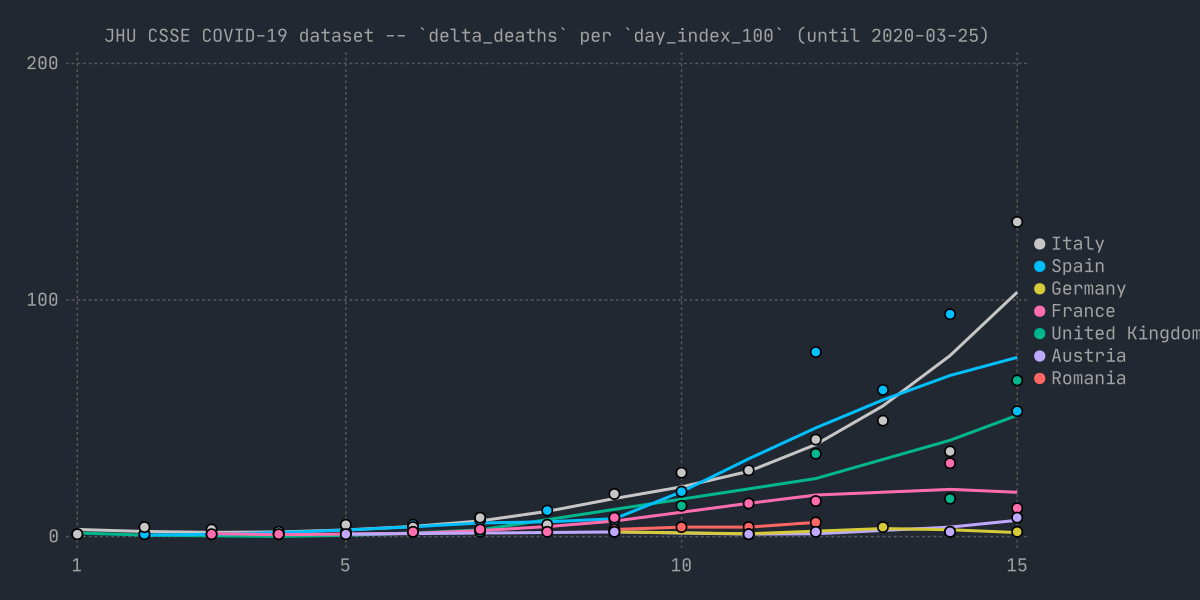 JHU CSSE COVID-19 dataset -- `delta_deaths` per `day_index_100` (until 2020-03-25)
200
100
0
1 5 10 15
Italy
Spain
Germany
France
United Kingdom
Austria
Romania